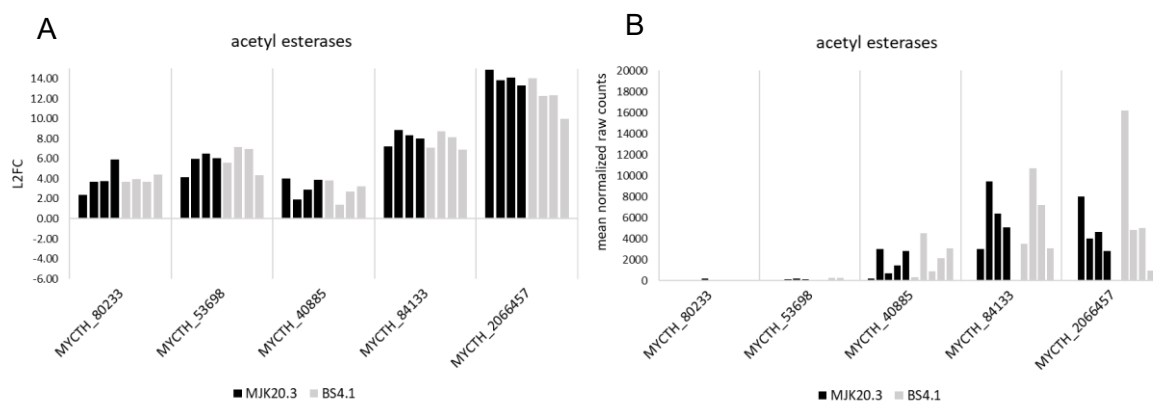 A
acetyl esterases
L2FC
14.00
12.00
10.00
8.00
6.00
4.00
2.00
0.00
-2.00
-4.00
-6.00
MYCTH_80233
MYCTH_53698
MYCTH_40885
MYCTH_84133
MYCTH_2066457
MJK20.3 BS4.1
B
acetyl esterases
mean normalized raw counts
20000
18000
16000
14000
12000
10000
8000
6000
4000
2000
0
MYCTH_80233
MYCTH_53698
MYCTH_40885
MYCTH_84133
MYCTH_2066457
MJK20.3 BS4.1